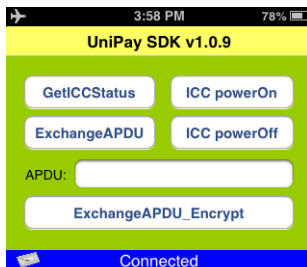 3:58 PM 78%
UniPay SDK v1.0.9
GetICCStatus ICC powerOn
ExchangeAPDU ICC powerOff
APDU:
ExchangeAPDU_Encrypt
Connected